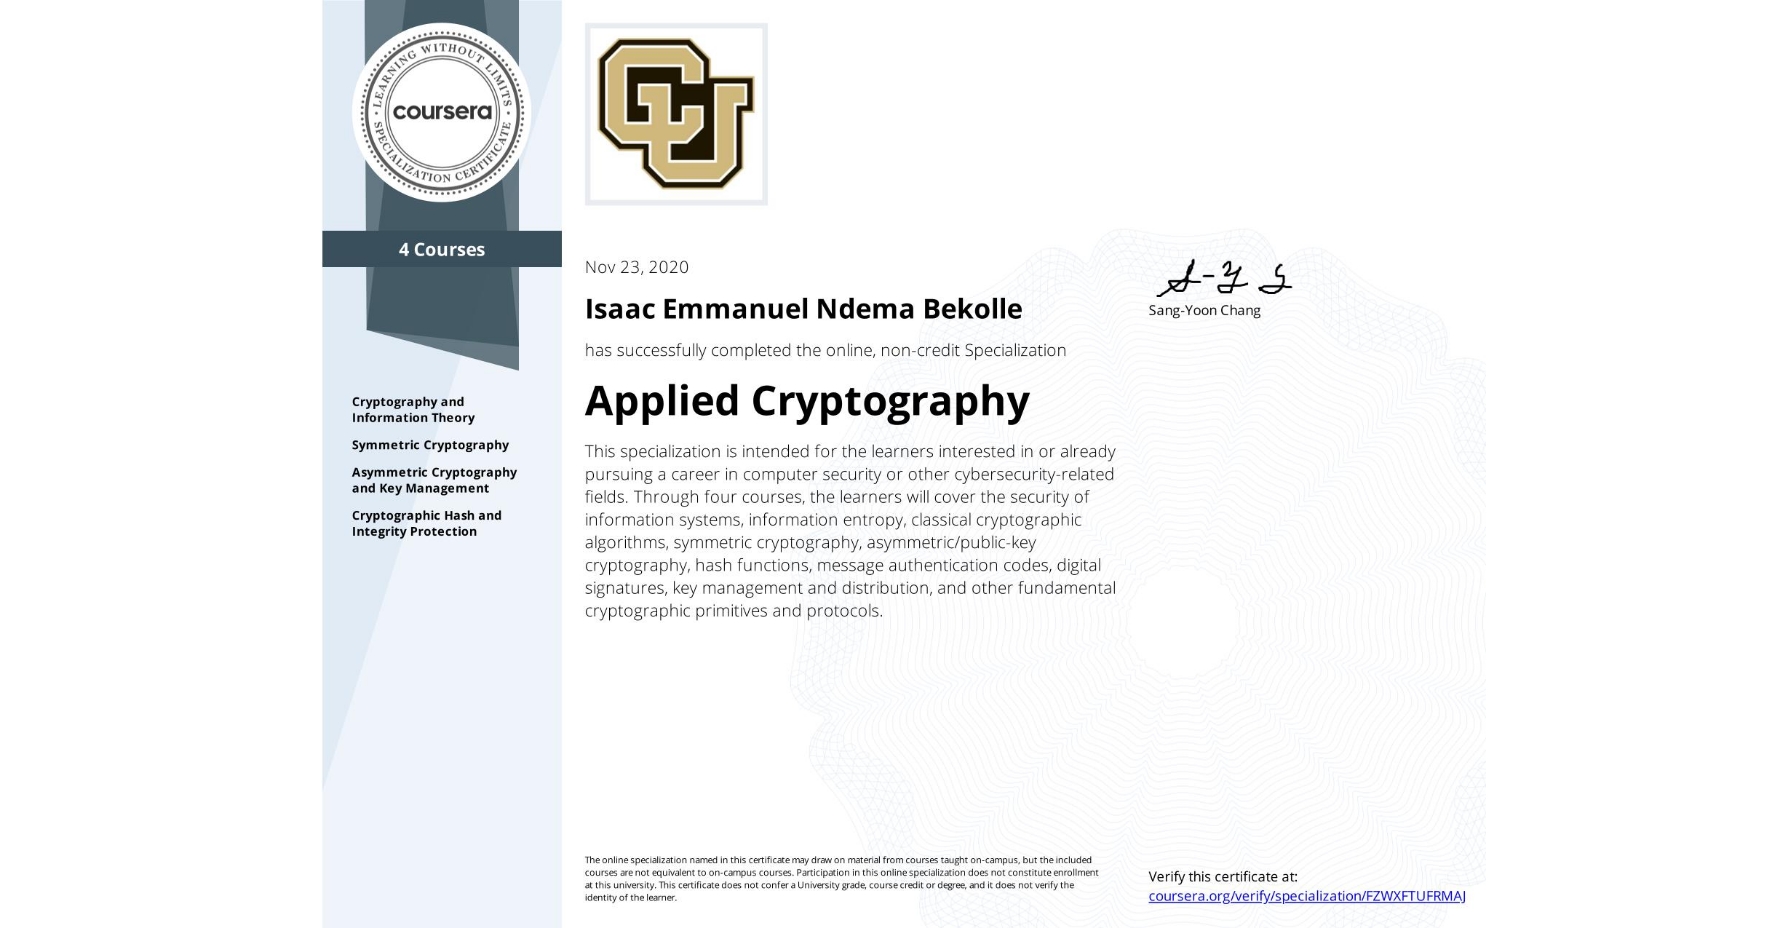 LEARNING WITHOUT LIMITS
coursera
SPECIALIZATION CERTIFICATE
4 Courses
Cryptography and
Information Theory
Symmetric Cryptography
Asymmetric Cryptography
and Key Management
Cryptographic Hash and
Integrity Protection
CU
Nov 23, 2020
Isaac Emmanuel Ndema Bekolle
has successfully completed the online, non-credit Specialization
Applied Cryptography
This specialization is intended for the learners interested in or already
pursuing a career in computer security or other cybersecurity-related
fields. Through four courses, the learners will cover the security of
information systems, information entropy, classical cryptographic
algorithms, symmetric cryptography, asymmetric/public-key
cryptography, hash functions, message authentication codes, digital
signatures, key management and distribution, and other fundamental
cryptographic primitives and protocols.
S-Y S
Sang-Yoon Chang
The online specialization named in this certificate may draw on material from courses taught on-campus, but the included
courses are not equivalent to on-campus courses. Participation in this online specialization does not constitute enrollment
at this university. This certificate does not confer a University grade, course credit or degree, and it does not verify the
identity of the learner.
Verify this certificate at:
coursera.org/verify/specialization/FZWXFTUFRMAJ